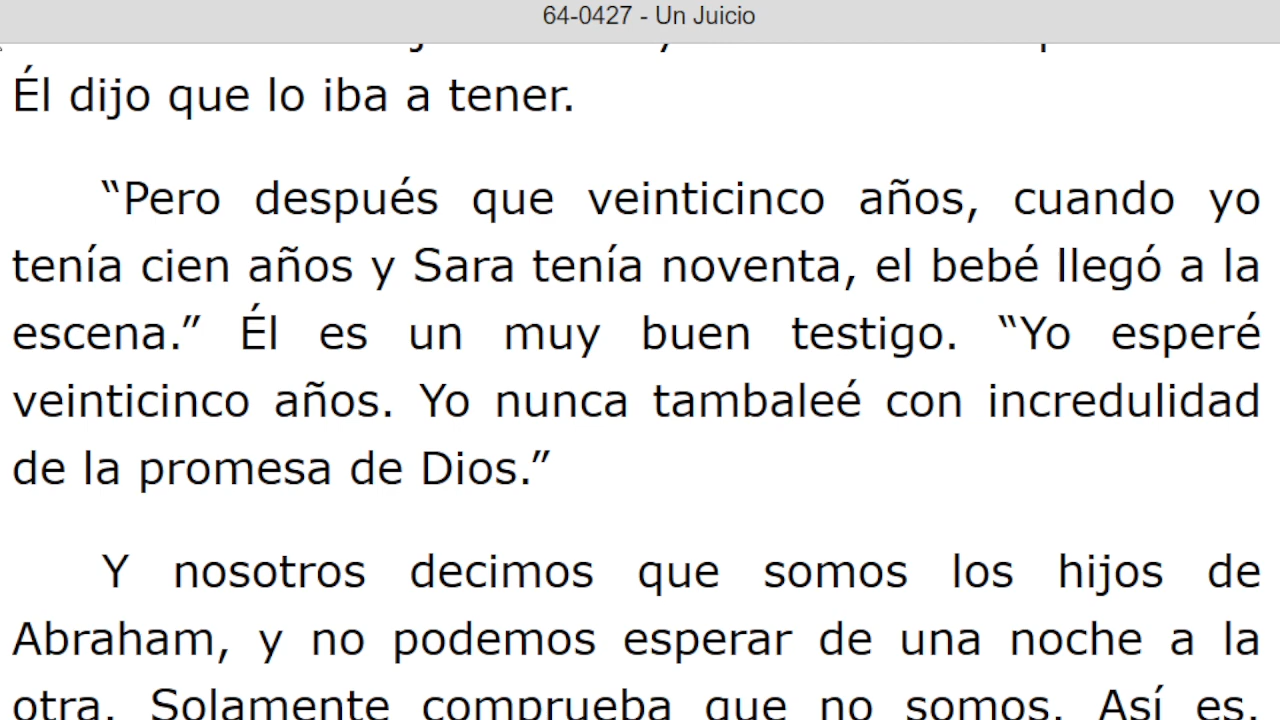 64-0427 - Un Juicio
Él dijo que lo iba a tener.
“Pero después que veinticinco años, cuando yo
tenía cien años y Sara tenía noventa, el bebé llegó a la
escena.” Él es un muy buen testigo. “Yo esperé
veinticinco años. Yo nunca tambaleé con incredulidad
de la promesa de Dios.”
Y nosotros decimos que somos los hijos de
Abraham, y no podemos esperar de una noche a la
otra. Solamente comprueba que no somos. Así es.